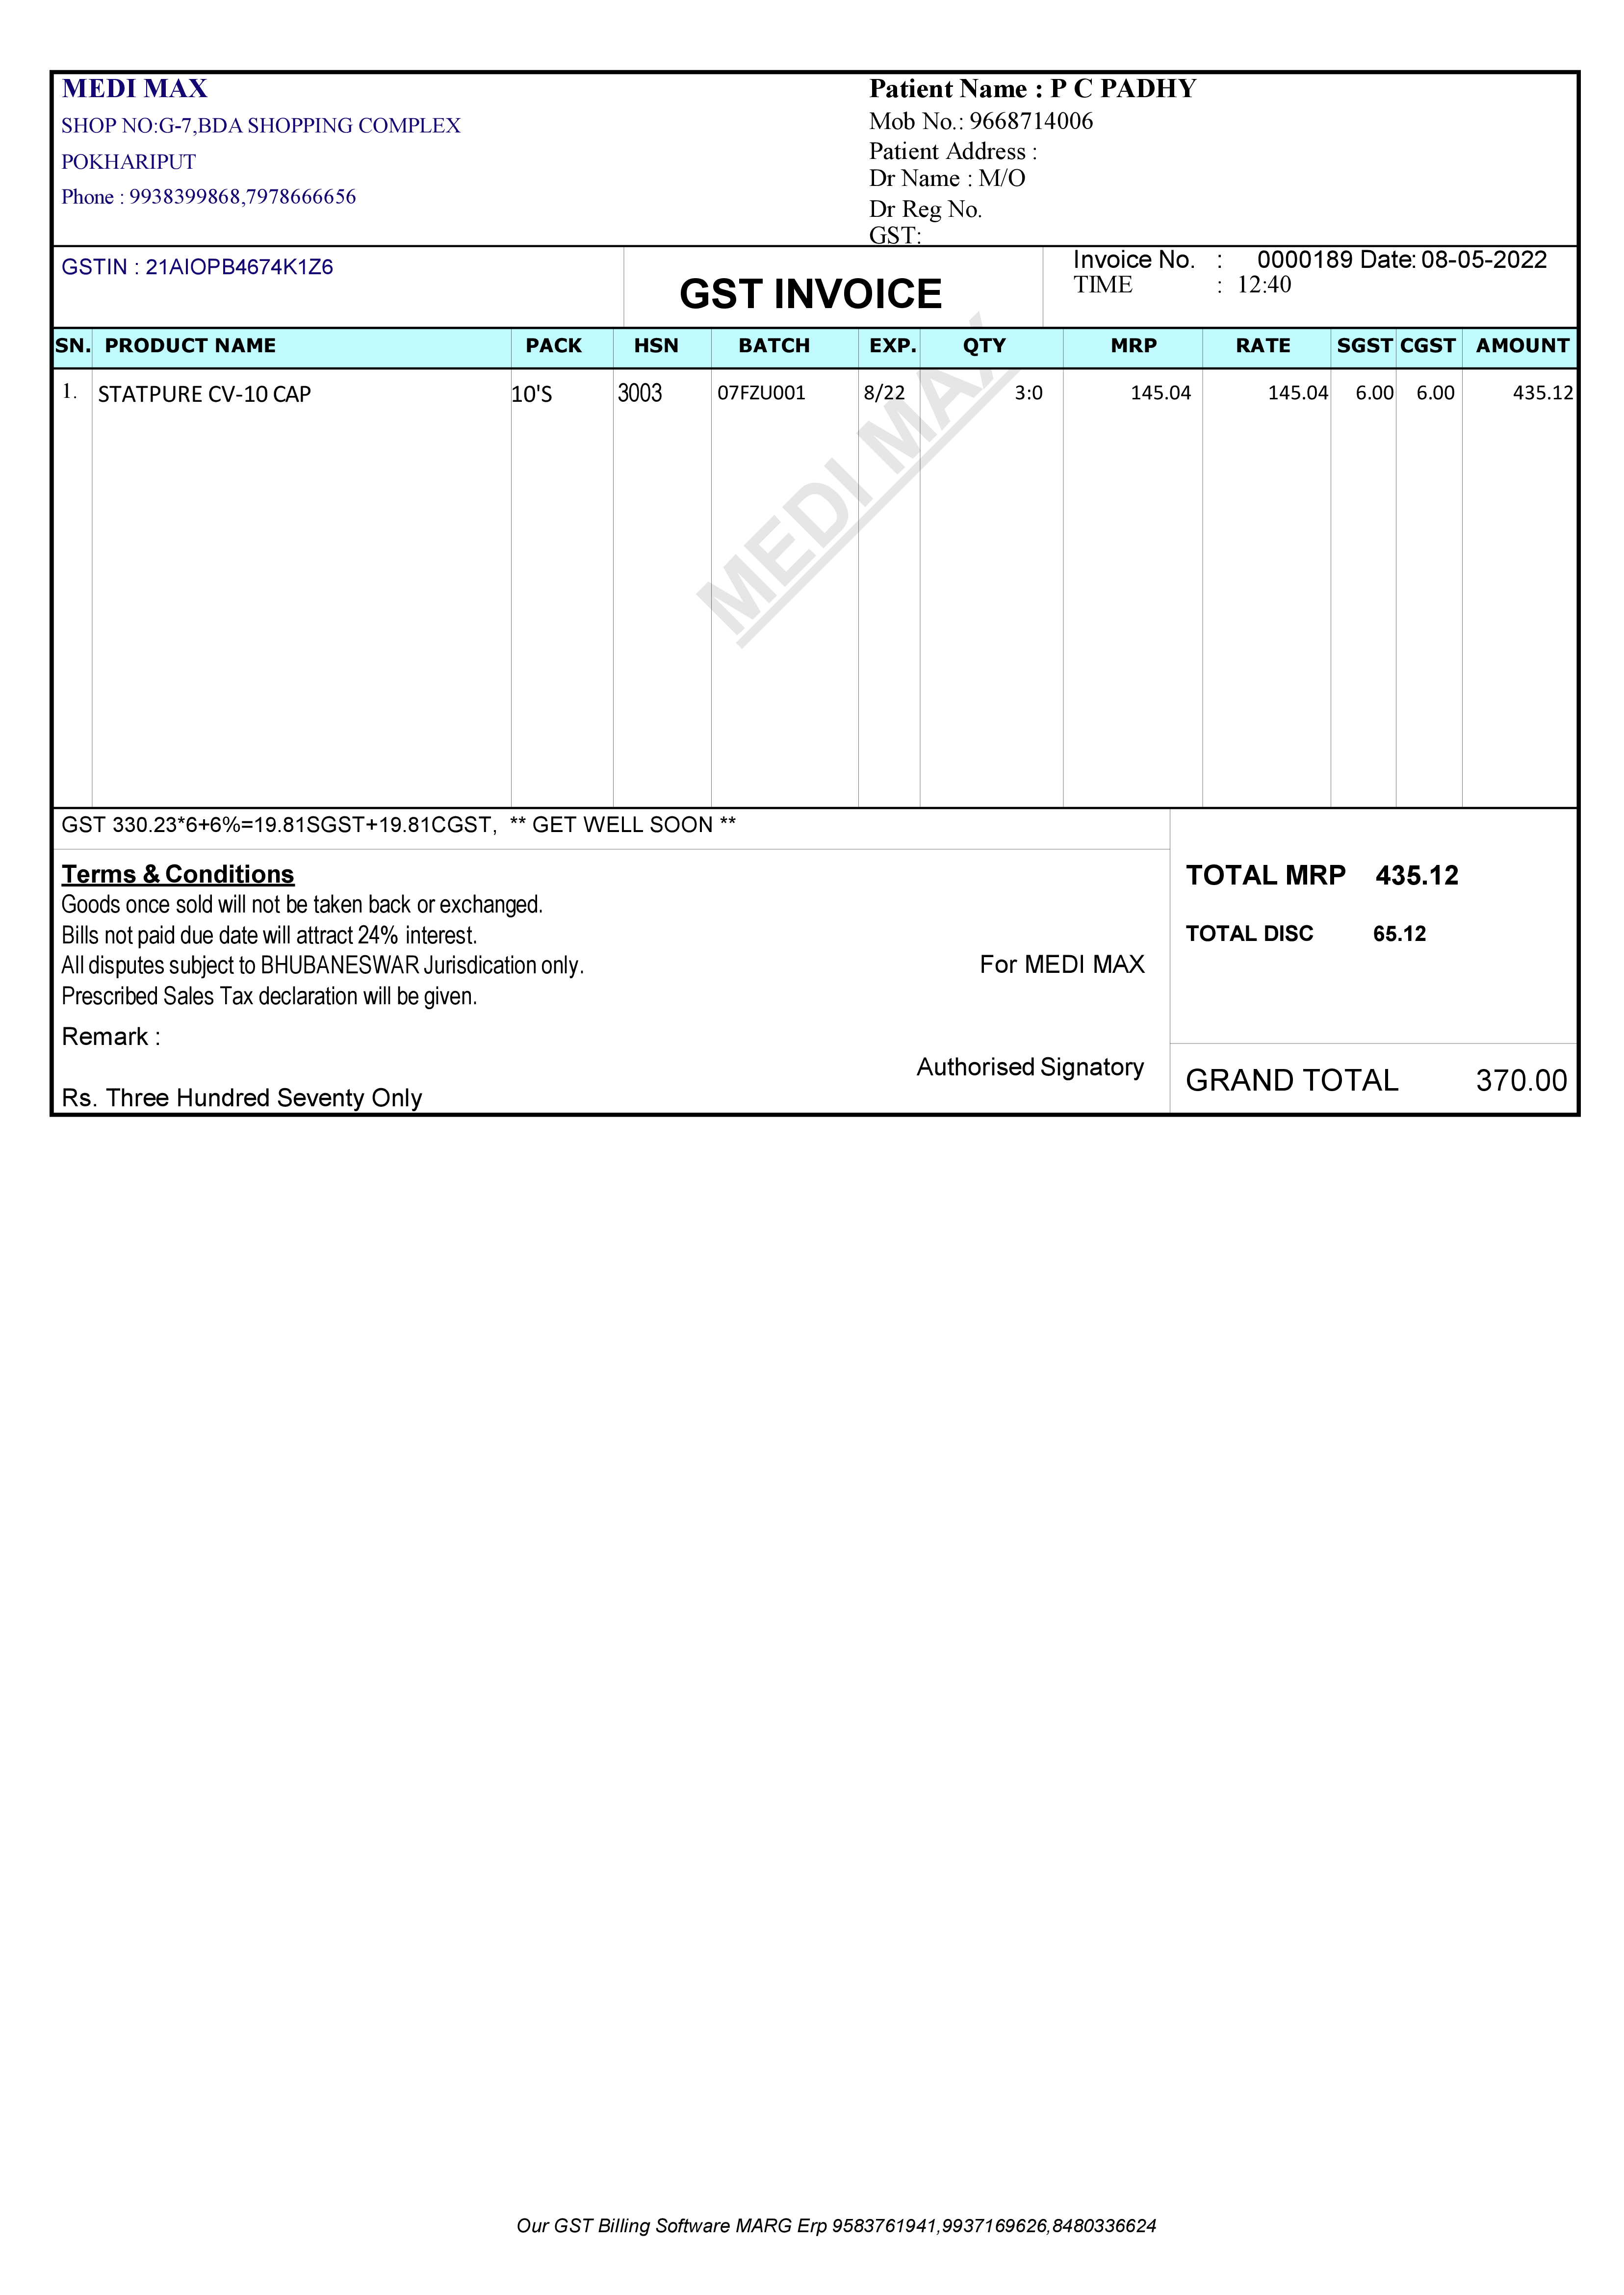 MEDI MAX
SHOP NO:G-7,BDA SHOPPING COMPLEX
POKHARIPUT
Phone : 9938399868,7978666656
Patient Name : P C PADHY
Mob No.: 9668714006
Patient Address :
Dr Name : M/O
Dr Reg No.
GST:
GSTIN : 21AIOPB4674K1Z6
GST INVOICE
Invoice No. : 0000189 Date: 08-05-2022
TIME : 12:40
SN. PRODUCT NAME PACK HSN BATCH EXP. QTY MRP RATE SGST CGST AMOUNT
1. STATPURE CV-10 CAP 10'S 3003 07FZU001 8/22 3:0 145.04 145.04 6.00 6.00 435.12
MEDI MAX
GST 330.23*6+6%=19.81SGST+19.81CGST, ** GET WELL SOON **
Terms & Conditions
Goods once sold will not be taken back or exchanged.
Bills not paid due date will attract 24% interest.
All disputes subject to BHUBANESWAR Jurisdication only.
Prescribed Sales Tax declaration will be given.
For MEDI MAX
Remark :
Authorised Signatory
Rs. Three Hundred Seventy Only
TOTAL MRP 435.12
TOTAL DISC 65.12
GRAND TOTAL 370.00
Our GST Billing Software MARG Erp 9583761941,9937169626,8480336624